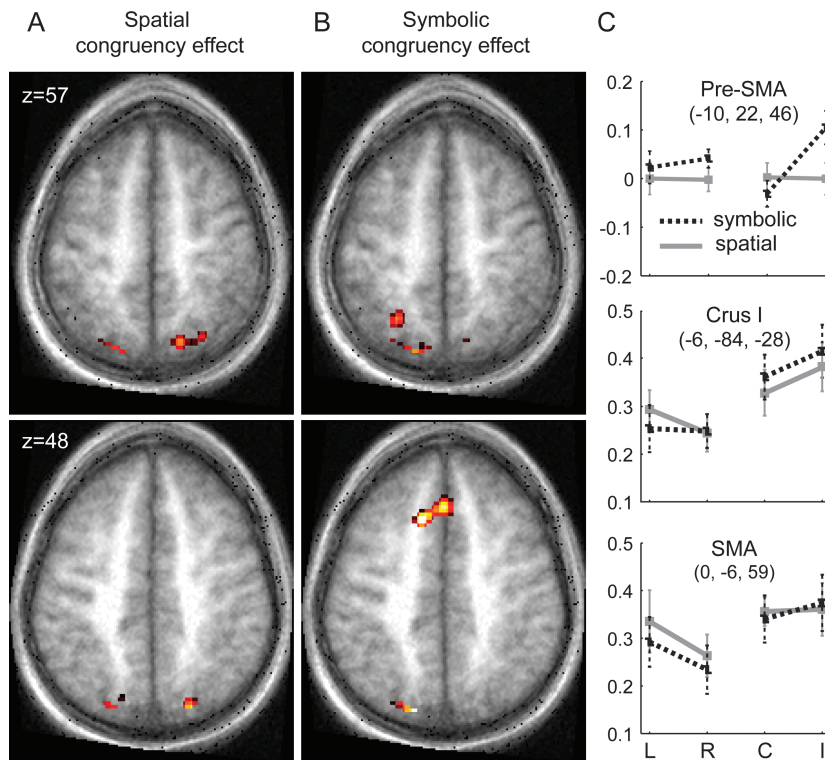 A
Spatial
congruency effect
B
Symbolic
congruency effect
C
z=57
z=48
0.2
0.1
0
-0.1
-0.2
Pre-SMA
(-10, 22, 46)
symbolic
spatial
0.5
0.4
0.3
0.2
0.1
Crus I
(-6, -84, -28)
0.5
0.4
0.3
0.2
0.1
SMA
(0, -6, 59)
L R C I